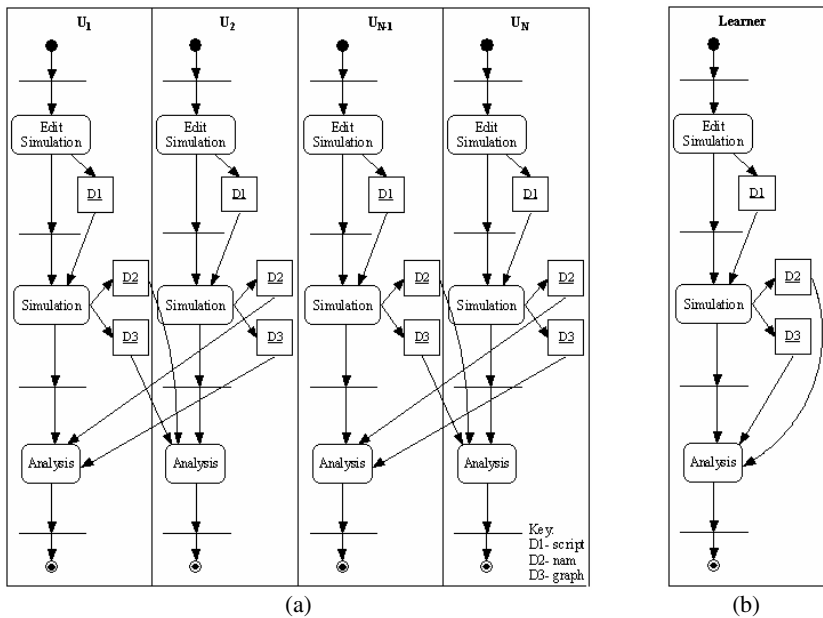 U1 U2 UN-1 UN Learner
Edit Simulation
Edit Simulation
Edit Simulation
Edit Simulation
Edit Simulation
D1 D1 D1 D1 D1
D2 D2 D2 D2 D2
Simulation Simulation Simulation Simulation Simulation
D3 D3 D3 D3 D3
Analysis Analysis Analysis Analysis Analysis
Key:
D1- script
D2- nam
D3- graph
(a) (b)